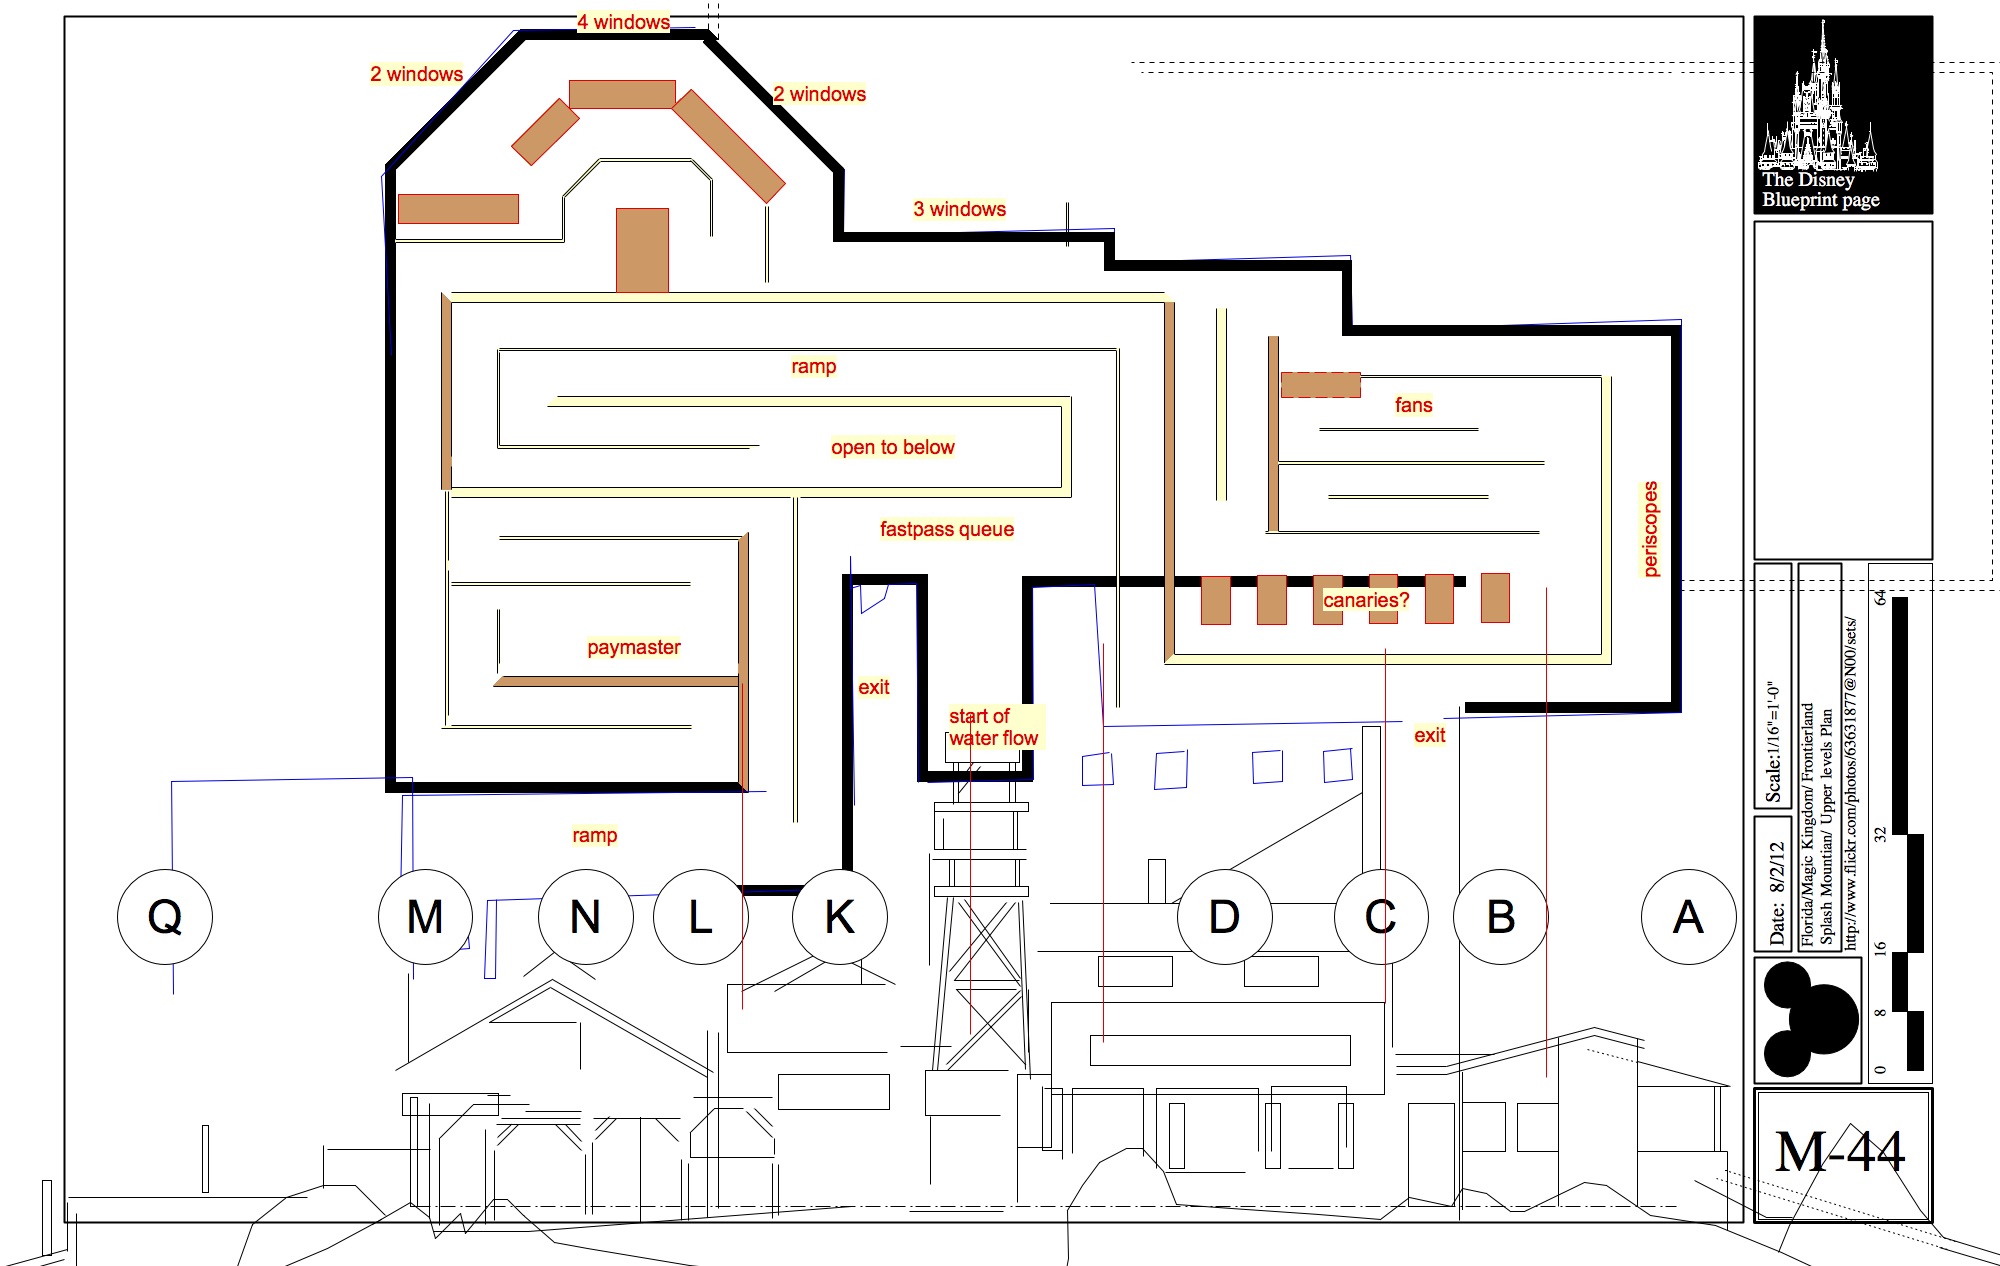 4 windows
2 windows
2 windows
3 windows
ramp
fans
open to below
periscopes
fastpass queue
canaries?
paymaster
exit
start of
water flow
exit
ramp
Q
M
N
L
K
D
C
B
A
The Disney
Blueprint page
Scale:1/16"=1'-0"
Date: 8/2/12
Florida/Magic Kingdom/ Frontierland
Splash Mountian/ Upper levels Plan
http://www.flickr.com/photos/63631877@N00/sets/
64
32
16
8
0
M-44